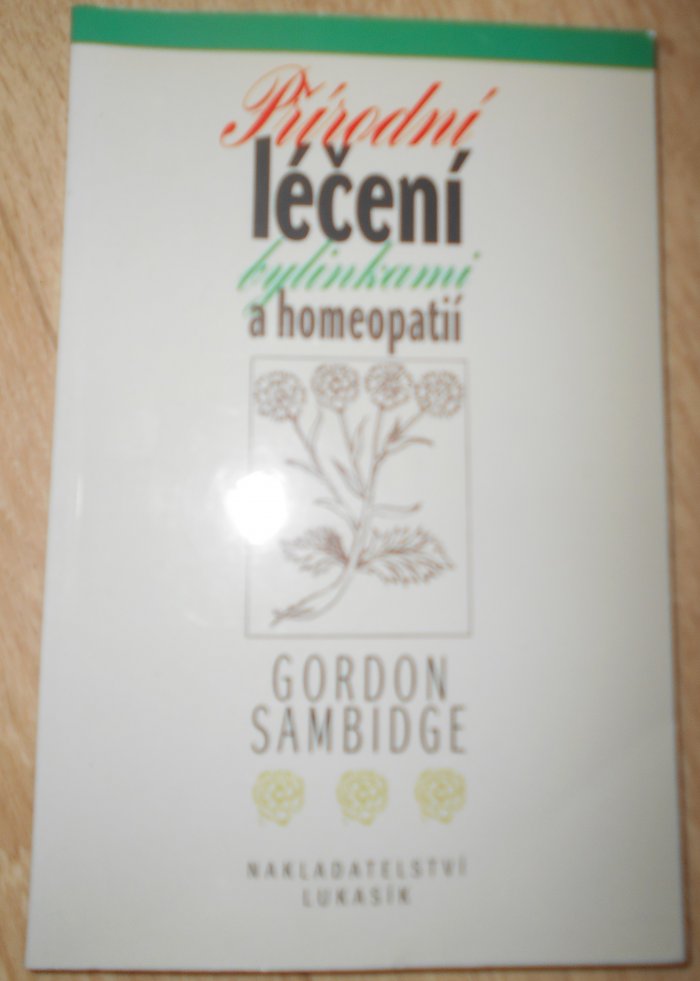 Přírodní
léčení
bylinkami
a homeopatií
GORDON
SAMBIDGE
NAKLADATELSTVÍ
LUKASÍK